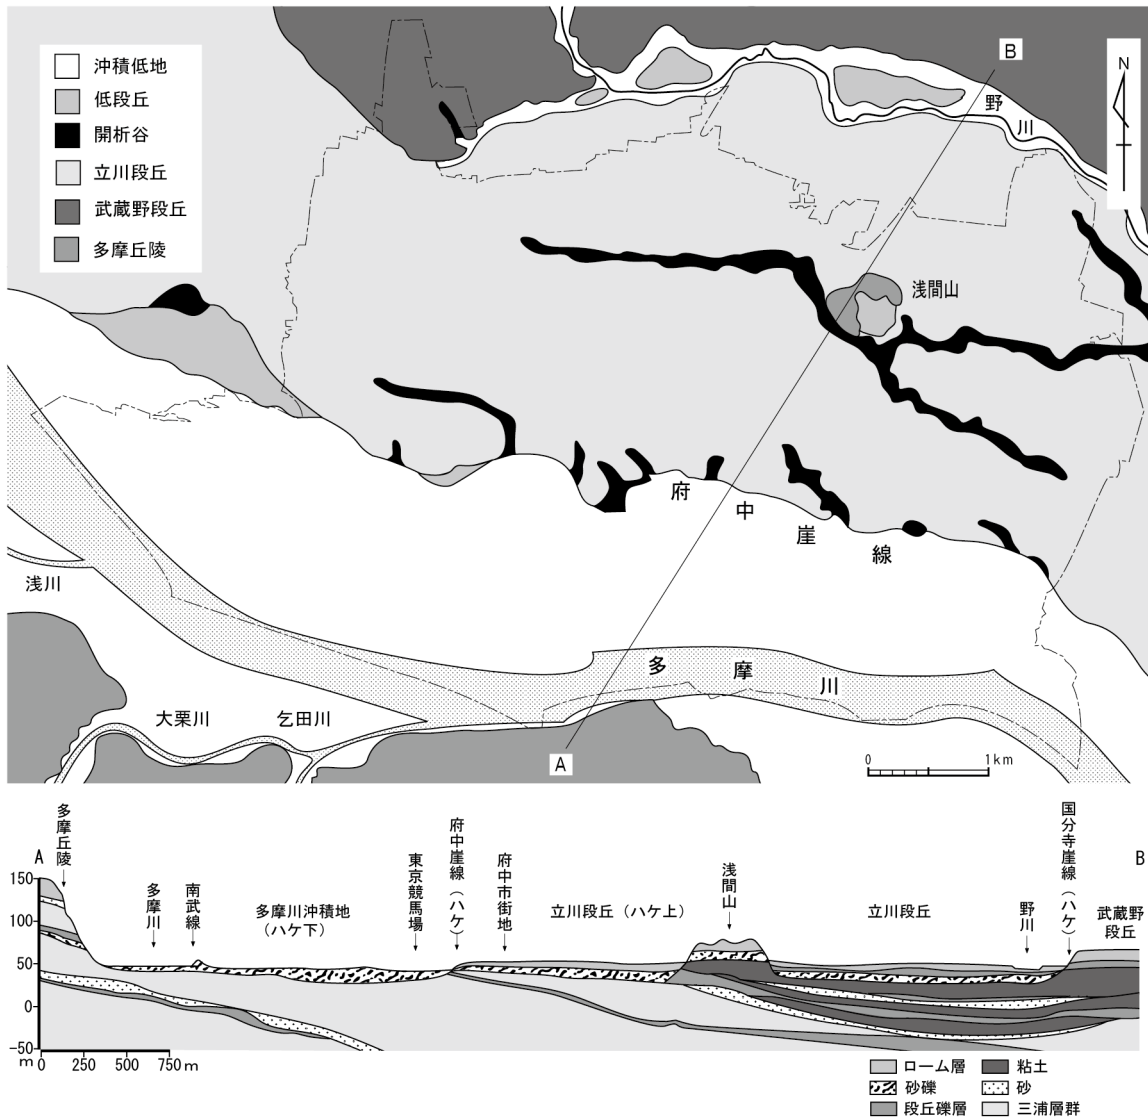 沖積低地
低段丘
開析谷
立川段丘
武蔵野段丘
多摩丘陵
B
N
野川
浅間山
府中崖線
浅川
多摩川
大栗川
乞田川
A
0 1km
A
多摩丘陵
多摩川
南武線
多摩川沖積地
(ハケ下)
東京競馬場
府中崖線(ハケ)
府中市街地
立川段丘(ハケ上)
浅間山
立川段丘
野川
国分寺崖線(ハケ)
武蔵野
段丘
B
150
100
50
0
-50
m 0 250 500 750 m
ローム層
砂礫
段丘礫層
粘土
砂
三浦層群